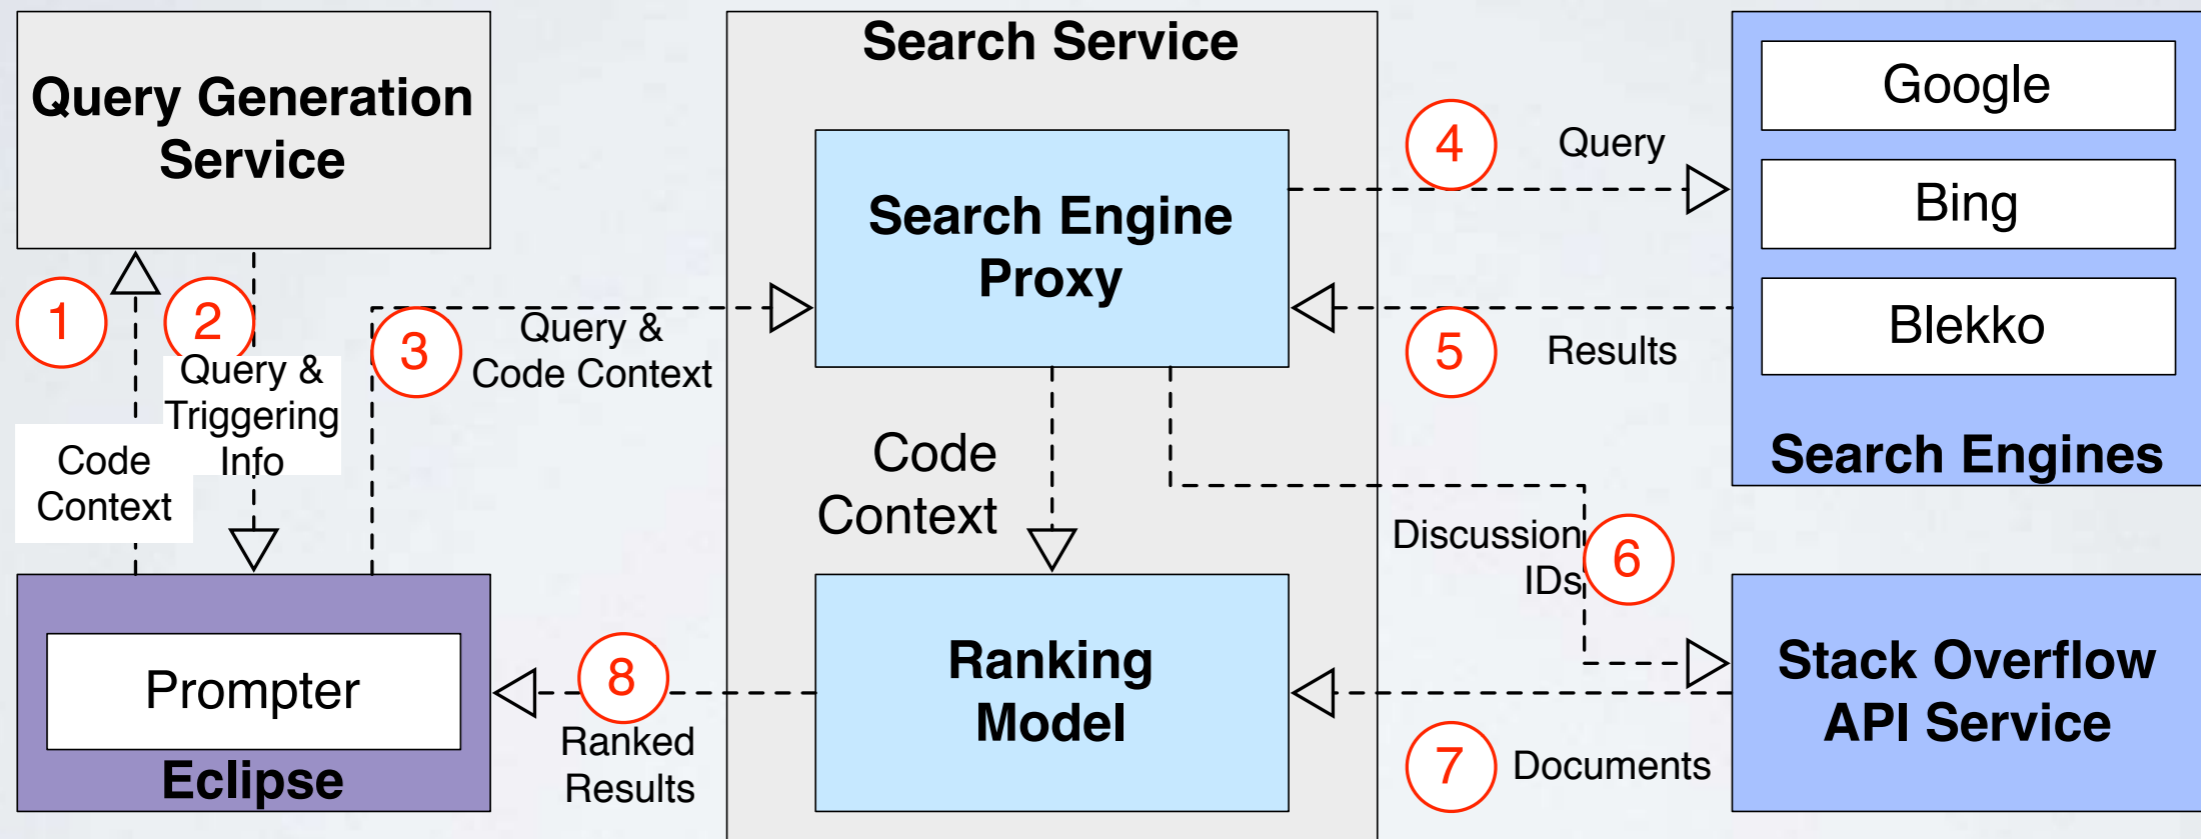 Query Generation
Service
1
2
Query &
Triggering
Info
Code
Context
Prompter
Eclipse
3
Query &
Code Context
Search Service
Search Engine
Proxy
Code
Context
Ranking
Model
8
Ranked
Results
4
Query
5
Results
Google
Bing
Blekko
Search Engines
Discussion
IDs
6
Stack Overflow
API Service
7
Documents